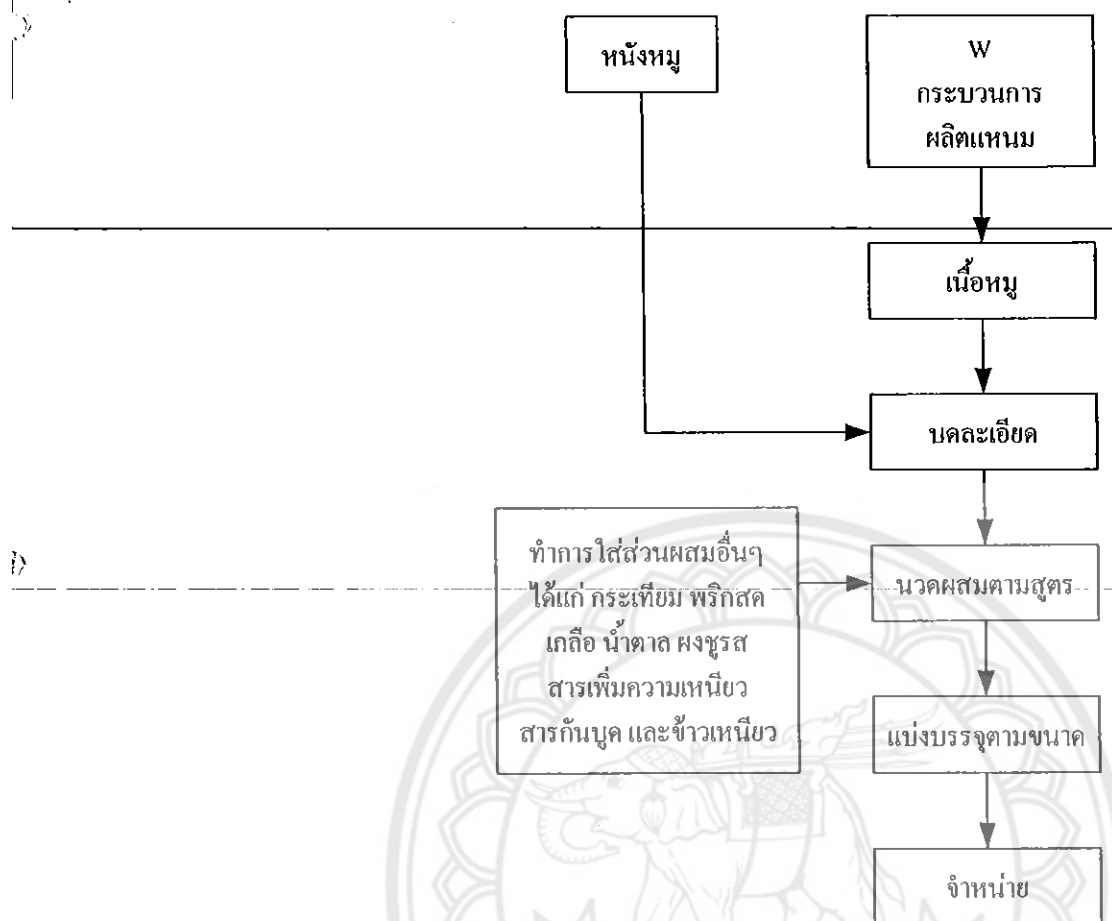 หนังหมู
W
กระบวนการ
ผลิตแหนม
เนื้อหมู
บดละเอียด
ทำการใส่ส่วนผสมอื่นๆ
ได้แก่ กระเทียม พริกสด
เกลือ น้ำตาล ผงชูรส
สารเพิ่มความเหนียว
สารกันบูด และข้าวเหนียว
นวดผสมตามสูตร
แบ่งบรรจุตามขนาด
จำหน่าย